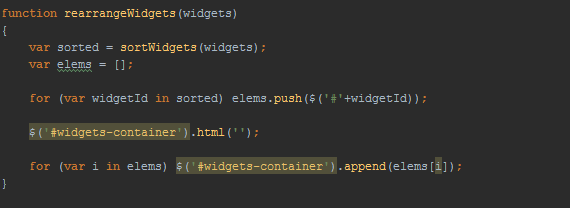 function rearrangeWidgets(widgets)
{
    var sorted = sortWidgets(widgets);
    var elems = [];
    for (var widgetId in sorted) elems.push($('#'+widgetId));
    $('#widgets-container').html('');
    for (var i in elems) $('#widgets-container').append(elems[i]);
}